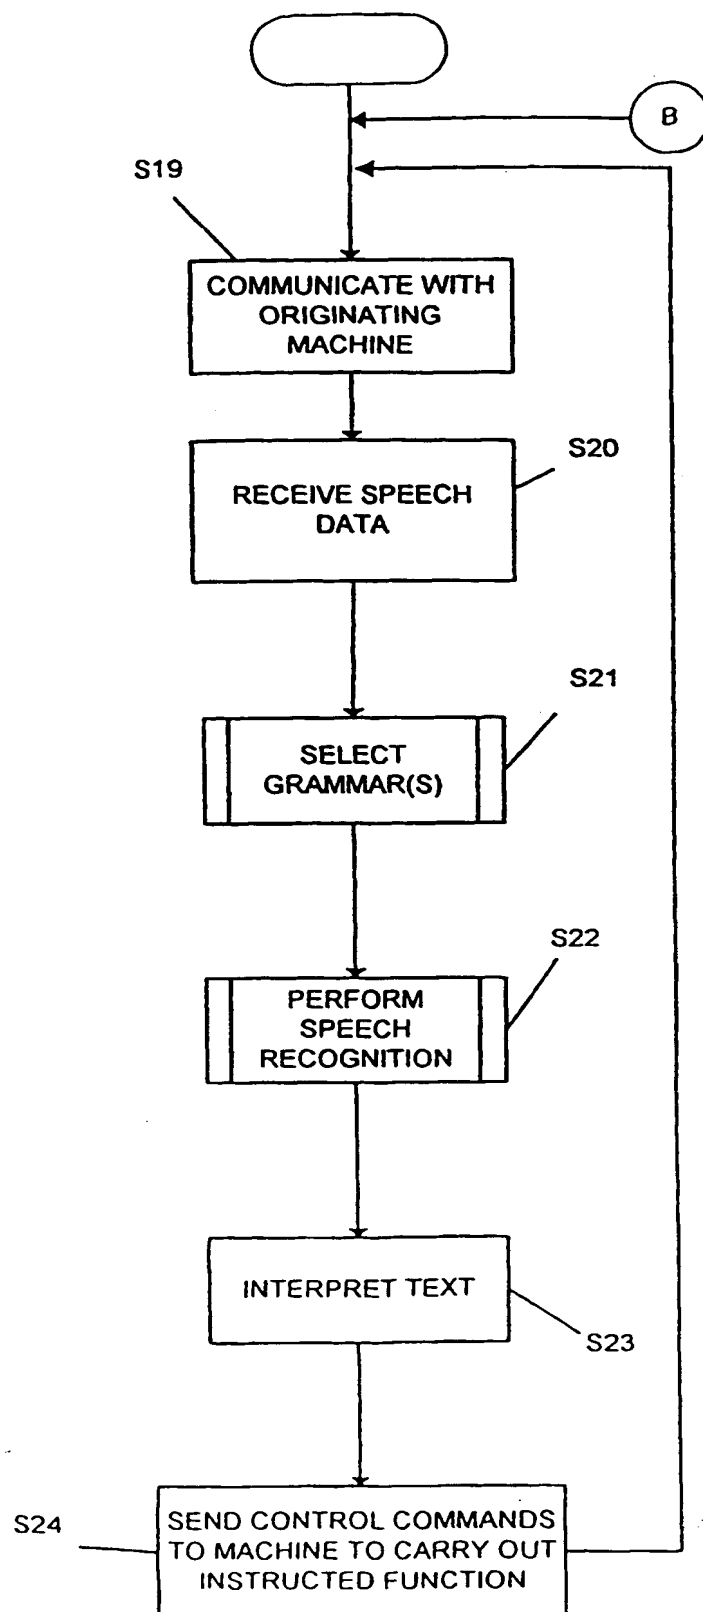 B
S19
COMMUNICATE WITH
ORIGINATING
MACHINE
S20
RECEIVE SPEECH
DATA
S21
SELECT
GRAMMAR(S)
S22
PERFORM
SPEECH
RECOGNITION
INTERPRET TEXT
S23
S24
SEND CONTROL COMMANDS
TO MACHINE TO CARRY OUT
INSTRUCTED FUNCTION